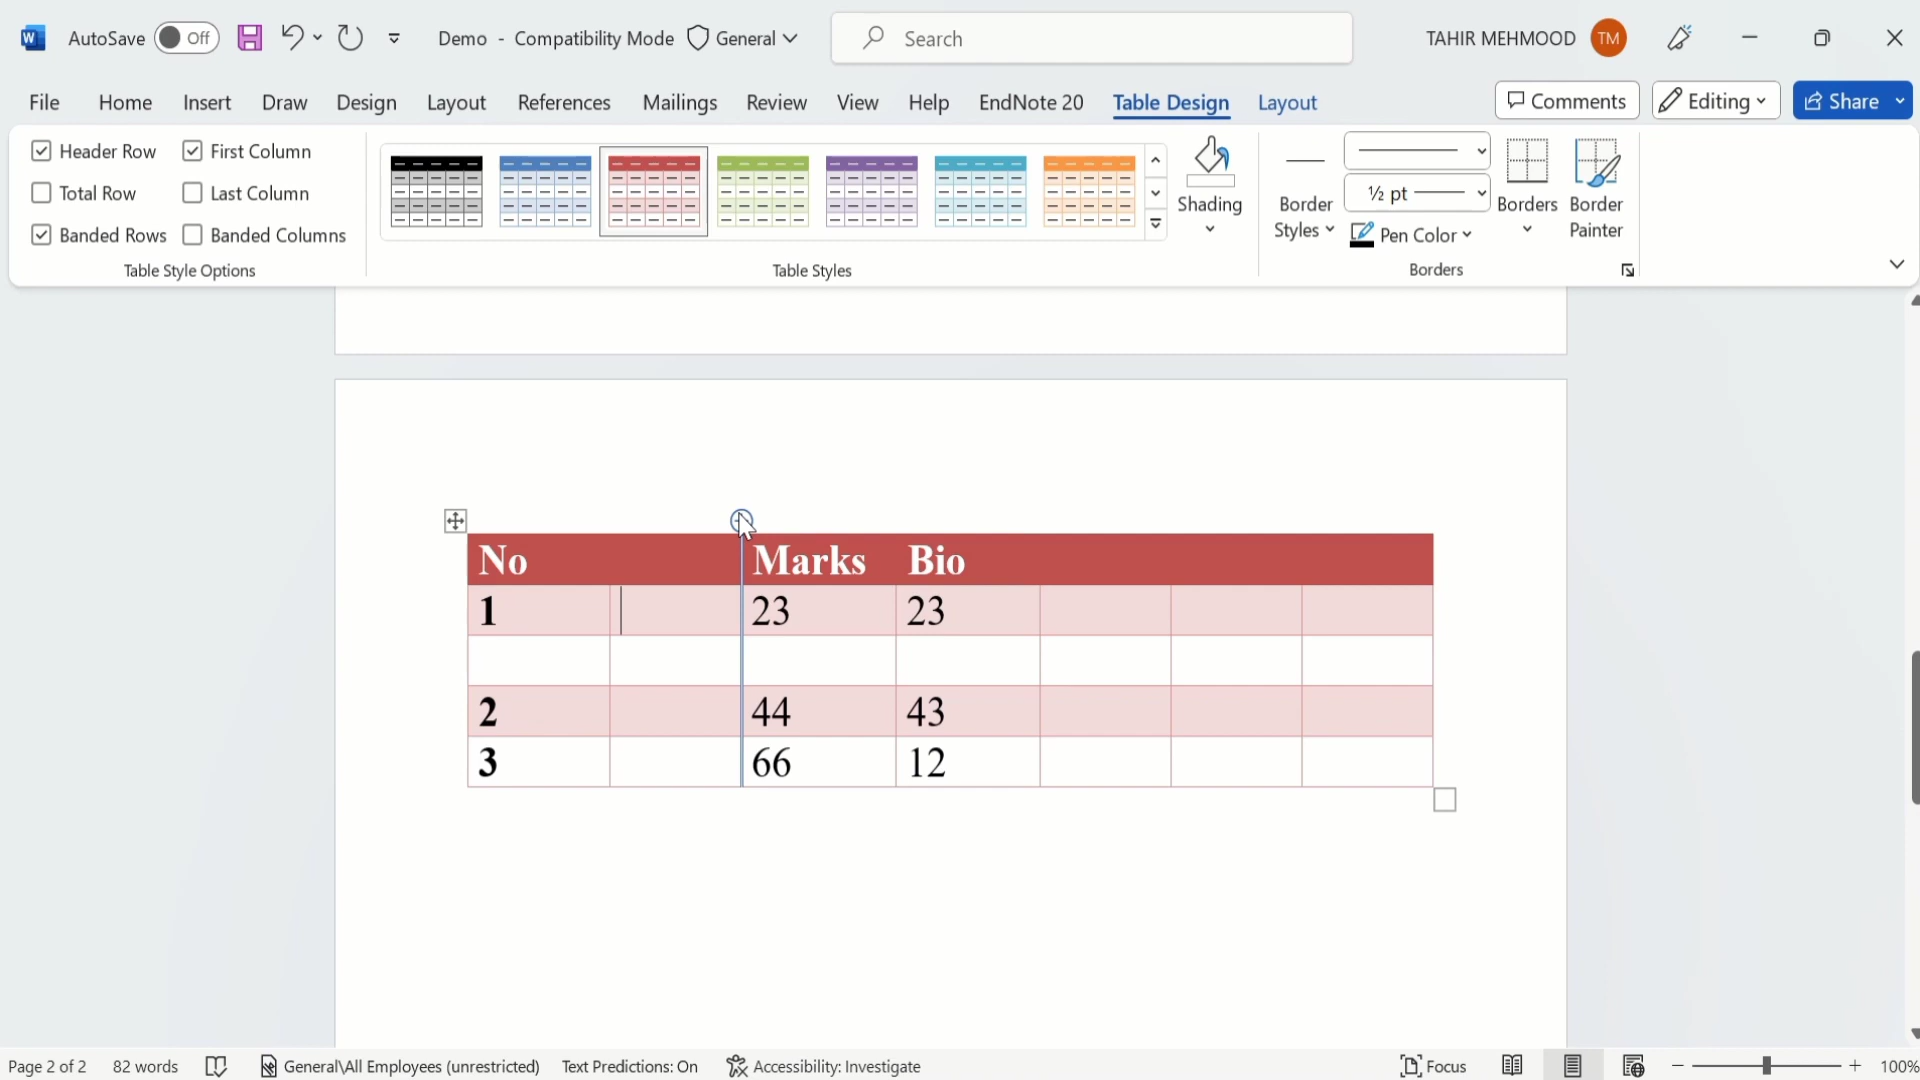 AutoSave Off Demo - Compatibility Mode General Search TAHIR MEHMOOD TM
File Home Insert Draw Design Layout References Mailings Review View Help EndNote 20 Table Design Layout Comments Editing Share
Header Row First Column
Total Row Last Column
Banded Rows Banded Columns
Table Style Options
Table Styles
Shading
Border Styles
½ pt
Pen Color
Borders
Border Painter
Borders
No Marks Bio
1 23 23
2 44 43
3 66 12
Page 2 of 2 82 words General\All Employees (unrestricted) Text Predictions: On Accessibility: Investigate Focus 100%